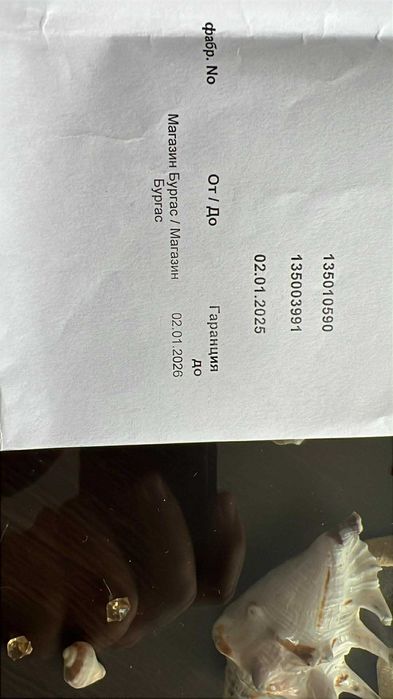 135010590
135003991
02.01.2025
фабр. No От / До Гаранция
до
Магазин Бургас / Магазин 02.01.2026
Бургас